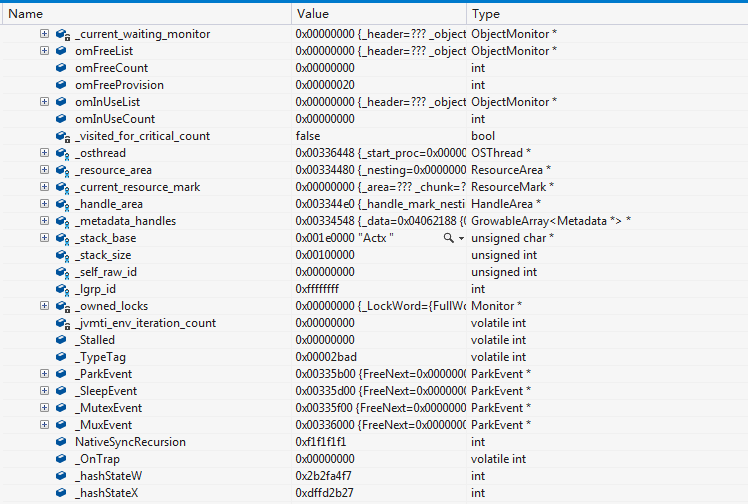 Name Value Type
_current_waiting_monitor 0x00000000 {_header=??? _object ObjectMonitor *
omFreeList 0x00000000 {_header=??? _object ObjectMonitor *
omFreeCount 0x00000000 int
omFreeProvision 0x00000020 int
omInUseList 0x00000000 {_header=??? _object ObjectMonitor *
omInUseCount 0x00000000 int
_visited_for_critical_count false bool
_osthread 0x00336448 {_start_proc=0x00000 OSThread *
_resource_area 0x00334480 {_nesting=0x0000000 ResourceArea *
_current_resource_mark 0x00000000 {_area=??? _chunk=? ResourceMark *
_handle_area 0x003344e0 {_handle_mark_nesti HandleArea *
_metadata_handles 0x00334548 {_data=0x04062188 {0 GrowableArray<Metadata *> *
_stack_base 0x001e0000 "Actx " unsigned char *
_stack_size 0x00100000 unsigned int
_self_raw_id 0x00000000 unsigned int
_lgrp_id 0xffffffff int
_owned_locks 0x00000000 {_LockWord={FullWo Monitor *
_jvmti_env_iteration_count 0x00000000 volatile int
_Stalled 0x00000000 volatile int
_TypeTag 0x00002bad volatile int
_ParkEvent 0x00335b00 {FreeNext=0x0000000 ParkEvent *
_SleepEvent 0x00335d00 {FreeNext=0x0000000 ParkEvent *
_MutexEvent 0x00335f00 {FreeNext=0x0000000 ParkEvent *
_MuxEvent 0x00336000 {FreeNext=0x0000000 ParkEvent *
NativeSyncRecursion 0xf1f1f1f1 int
_OnTrap 0x00000000 volatile int
_hashStateW 0x2b2fa4f7 int
_hashStateX 0xdffd2b27 int